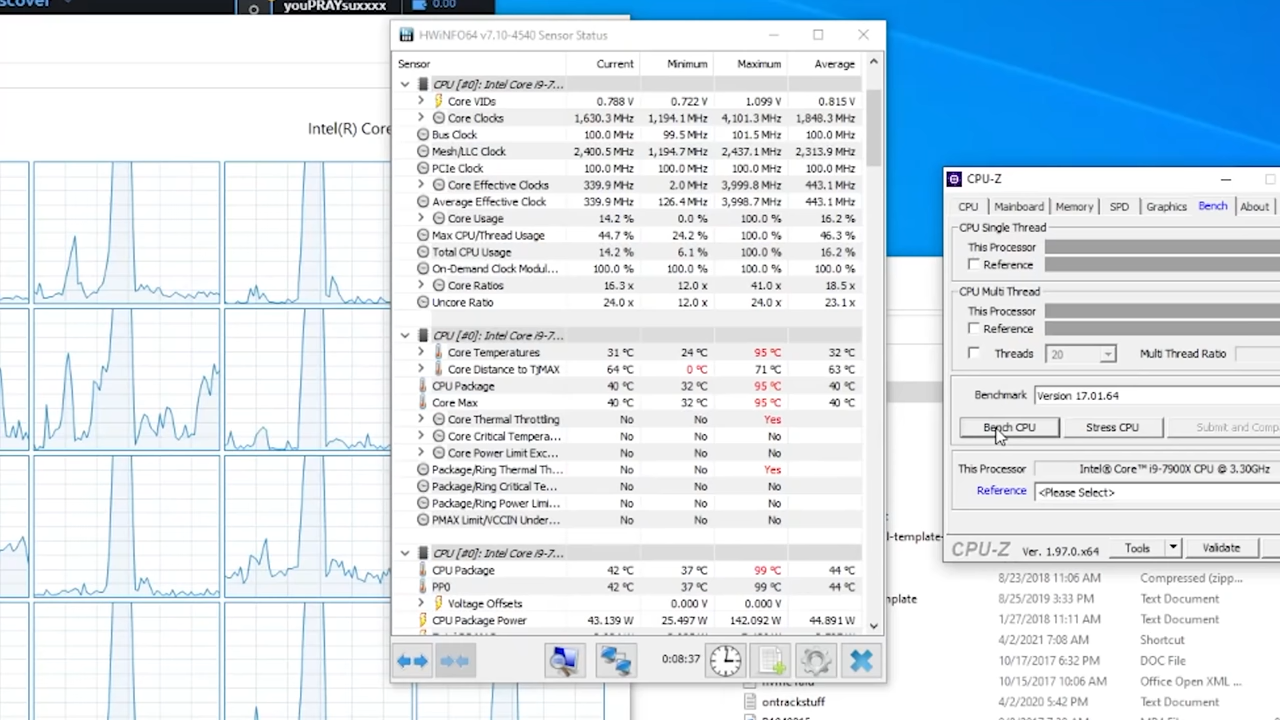 youPRAYsuxxxx
0.00
Intel(R) Core
HWiNFO64 v7.10-4540 Sensor Status
Sensor Current Minimum Maximum Average
CPU [#0]: Intel Core i9-7...
Core VIDs 0.788 V 0.722 V 1.099 V 0.815 V
Core Clocks 1,630.3 MHz 1,194.1 MHz 4,101.3 MHz 1,848.3 MHz
Bus Clock 100.0 MHz 99.5 MHz 101.5 MHz 100.0 MHz
Mesh/LLC Clock 2,400.5 MHz 1,194.7 MHz 2,437.1 MHz 2,313.9 MHz
PCIe Clock 100.0 MHz 100.0 MHz 100.0 MHz 100.0 MHz
Core Effective Clocks 339.9 MHz 2.0 MHz 3,999.8 MHz 443.1 MHz
Average Effective Clock 339.9 MHz 126.4 MHz 3,998.7 MHz 443.1 MHz
Core Usage 14.2 % 0.0 % 100.0 % 16.2 %
Max CPU/Thread Usage 44.7 % 24.2 % 100.0 % 46.3 %
Total CPU Usage 14.2 % 6.1 % 100.0 % 16.2 %
On-Demand Clock Modul... 100.0 % 100.0 % 100.0 % 100.0 %
Core Ratios 16.3 x 12.0 x 41.0 x 18.5 x
Uncore Ratio 24.0 x 12.0 x 24.0 x 23.1 x
CPU [#0]: Intel Core i9-7...
Core Temperatures 31 °C 24 °C 95 °C 32 °C
Core Distance to TjMAX 64 °C 0 °C 71 °C 63 °C
CPU Package 40 °C 32 °C 95 °C 40 °C
Core Max 40 °C 32 °C 95 °C 40 °C
Core Thermal Throttling No No Yes
Core Critical Tempera... No No No
Core Power Limit Exc... No No No
Package/Ring Thermal Th... No No Yes
Package/Ring Critical Te... No No No
Package/Ring Power Limi... No No No
PMAX Limit/VCCIN Under... No No No
CPU [#0]: Intel Core i9-7...
CPU Package 42 °C 37 °C 99 °C 44 °C
PP0 42 °C 37 °C 99 °C 44 °C
Voltage Offsets 0.000 V 0.000 V
CPU Package Power 43.139 W 25.497 W 142.092 W 44.891 W
0:08:37
CPU-Z
CPU Mainboard Memory SPD Graphics Bench About
CPU Single Thread
This Processor
Reference
CPU Multi Thread
This Processor
Reference
Threads 20 Multi Thread Ratio
Benchmark Version 17.01.64
Bench CPU Stress CPU Submit and Compa
This Processor Intel® Core™ i9-7900X CPU @ 3.30GHz
Reference <Please Select>
CPU-Z Ver. 1.97.0.x64 Tools Validate
l-template-
8/23/2018 11:06 AM Compressed (zipp...
plate 8/25/2019 3:33 PM Text Document
1/27/2018 11:11 AM Text Document
4/2/2021 7:08 AM Shortcut
10/17/2017 6:32 PM DOC File
10/15/2017 10:06 AM Office Open XML ...
ontrackstuff 4/2/2020 5:42 PM Text Document